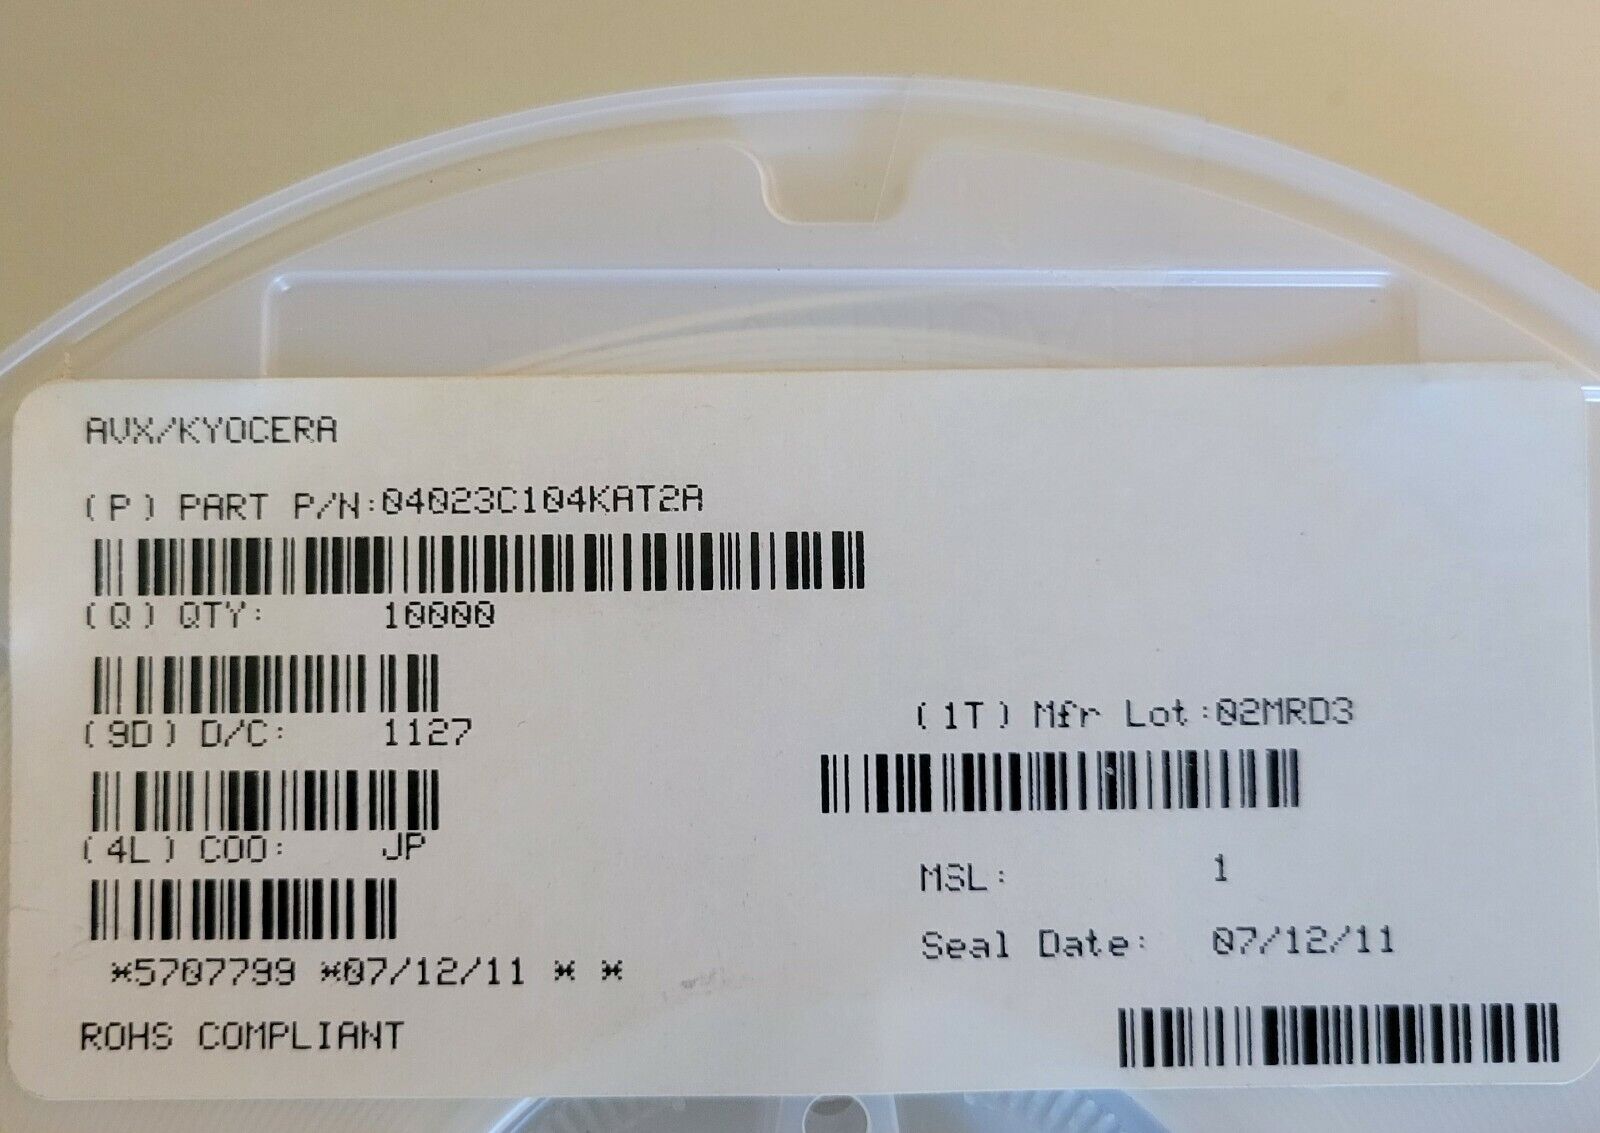 AVX/KYOCERA
(P) PART P/N:04023C104KAT2A
(Q) QTY: 10000
(9D) D/C: 1127
(1T) Mfr Lot:02MRD3
(4L) COO: JP
MSL: 1
Seal Date: 07/12/11
*5707799 *07/12/11 * *
ROHS COMPLIANT